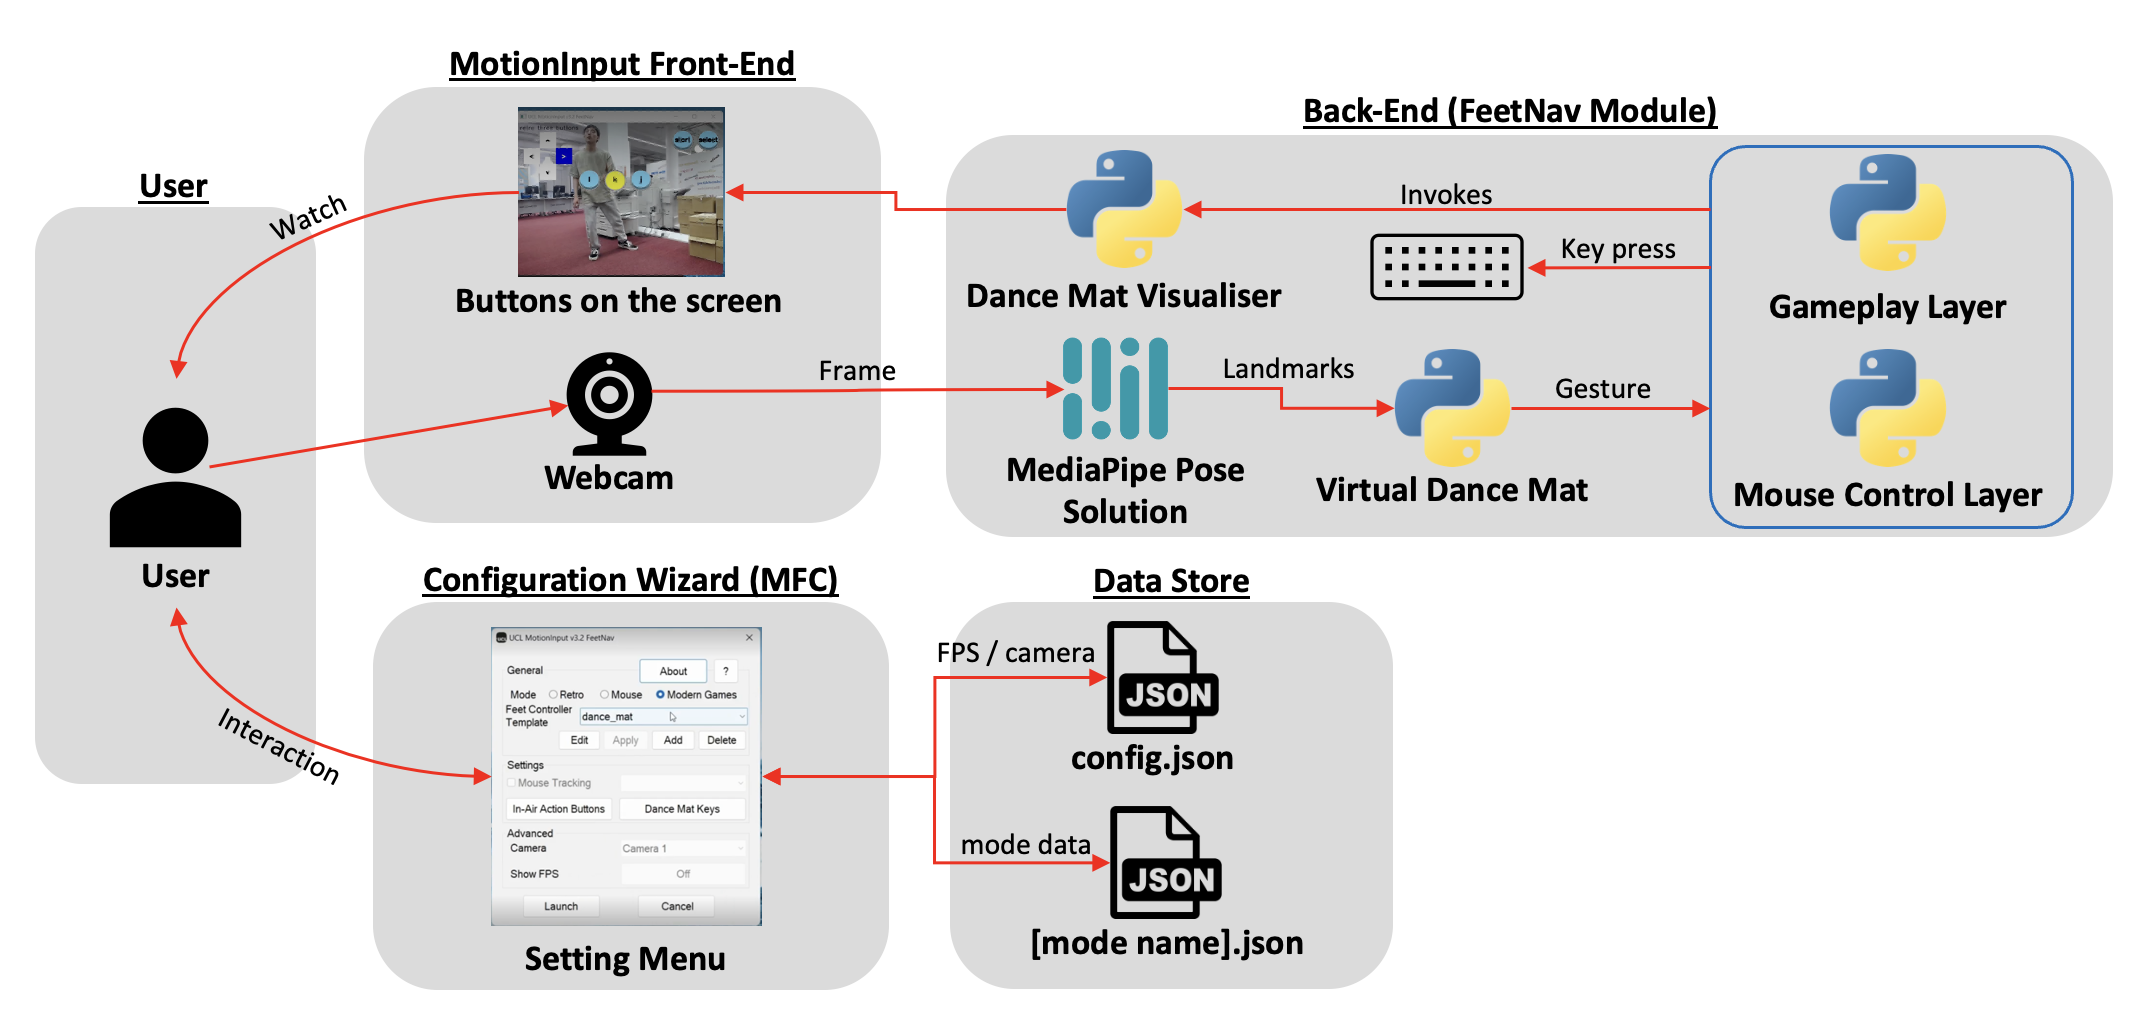 MotionInput Front-End
Back-End (FeetNav Module)
User
Watch
start
select
<
^
>
v
l
k
j
Buttons on the screen
Frame
Webcam
User
Interaction
Invokes
Key press
Dance Mat Visualiser
Gameplay Layer
Landmarks
Gesture
MediaPipe Pose
Solution
Virtual Dance Mat
Mouse Control Layer
Configuration Wizard (MFC)
UCL MotionInput v3.2 FeetNav
General
About
?
Mode
Retro
Mouse
Modern Games
Feet Controller
Template
dance_mat
Edit
Apply
Add
Delete
Settings
Mouse Tracking
In-Air Action Buttons
Dance Mat Keys
Advanced
Camera
Camera 1
Show FPS
Off
Launch
Cancel
Setting Menu
Data Store
FPS / camera
JSON
config.json
mode data
JSON
[mode name].json